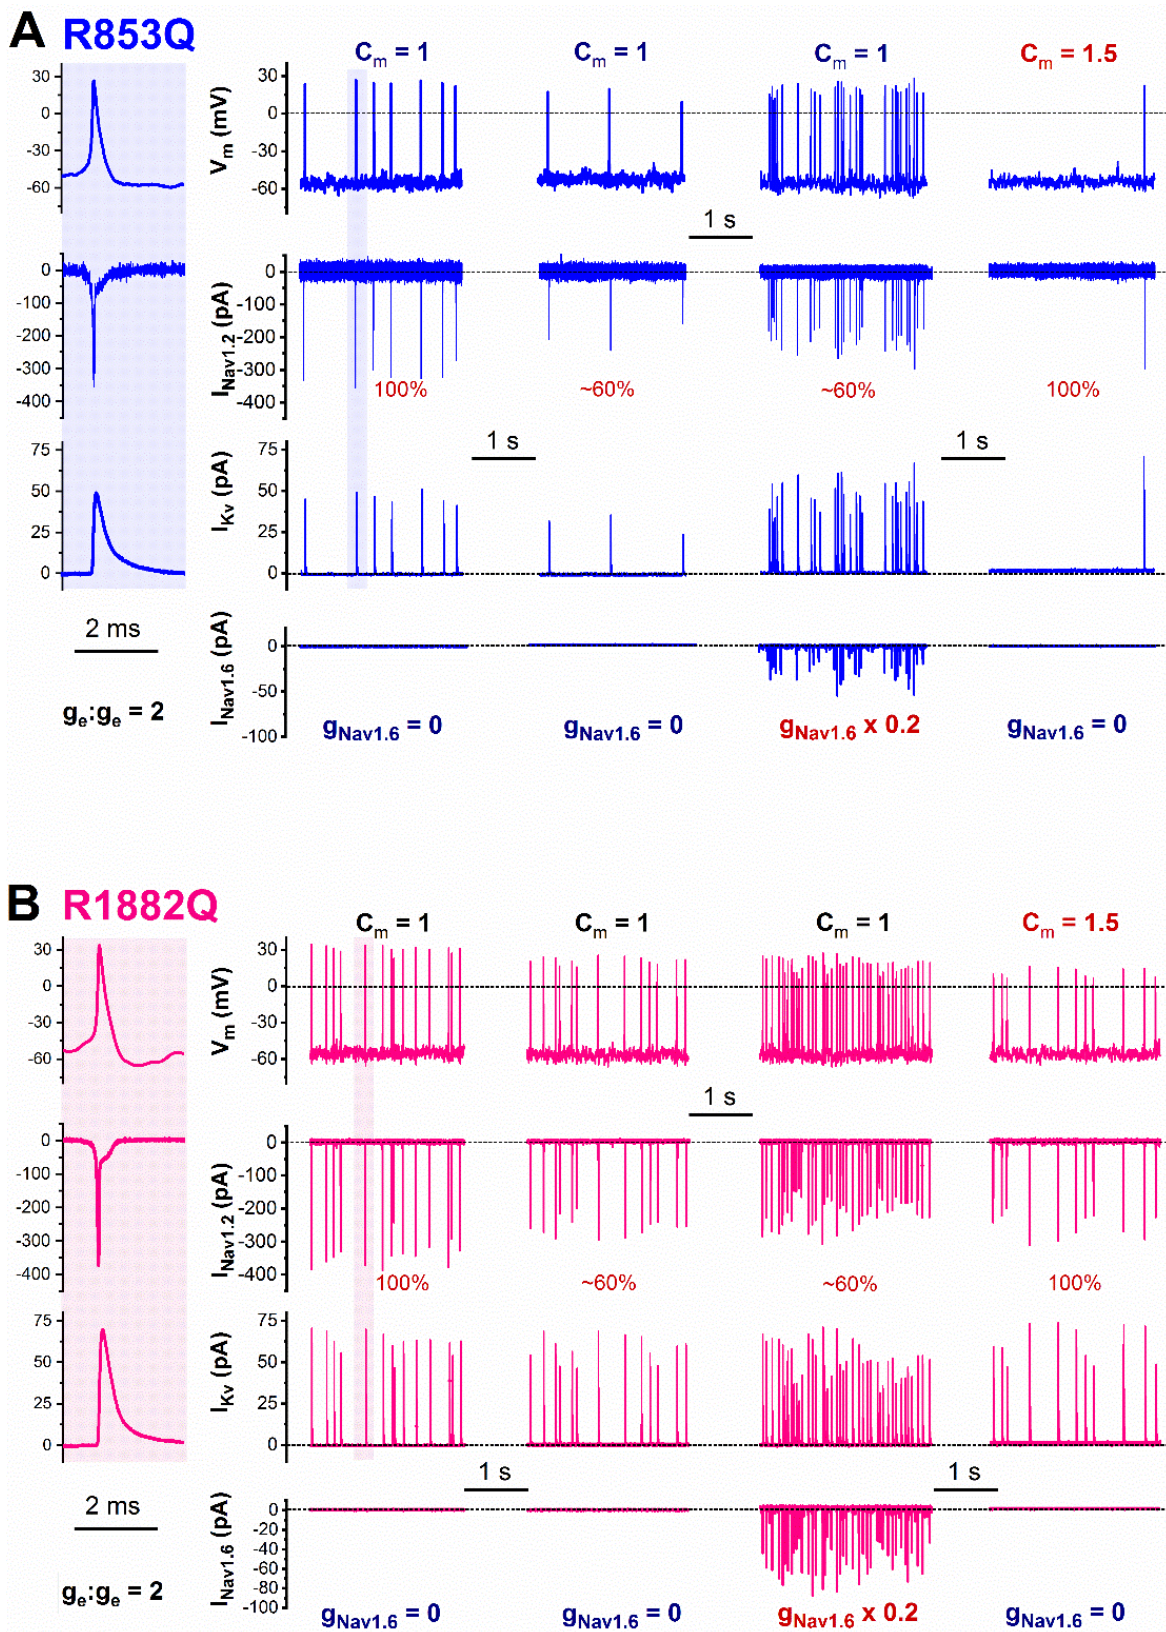 A R853Q
Cm = 1
Cm = 1
Cm = 1
Cm = 1.5
30
0
-30
-60
Vm (mV)
30
0
-30
-60
1 s
0
-100
-200
-300
-400
INav1.2 (pA)
0
-100
-200
-300
-400
100%
~60%
~60%
100%
1 s
1 s
75
50
25
0
IKv (pA)
75
50
25
0
2 ms
INav1.6 (pA)
0
-50
-100
ge:ge = 2
gNav1.6 = 0
gNav1.6 = 0
gNav1.6 x 0.2
gNav1.6 = 0
B R1882Q
Cm = 1
Cm = 1
Cm = 1
Cm = 1.5
30
0
-30
-60
Vm (mV)
30
0
-30
-60
1 s
0
-100
-200
-300
-400
INav1.2 (pA)
0
-100
-200
-300
-400
100%
~60%
~60%
100%
75
50
25
0
IKv (pA)
75
50
25
0
1 s
1 s
2 ms
INav1.6 (pA)
0
-20
-40
-60
-80
-100
ge:ge = 2
gNav1.6 = 0
gNav1.6 = 0
gNav1.6 x 0.2
gNav1.6 = 0